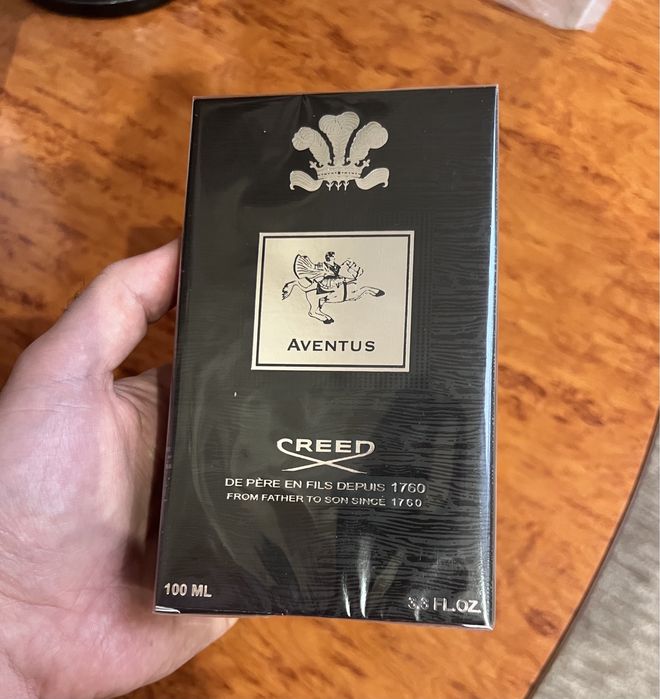 AVENTUS
CREED
DE PÈRE EN FILS DEPUIS 1760
FROM FATHER TO SON SINCE 1760
100 ML
3.3 FL.OZ